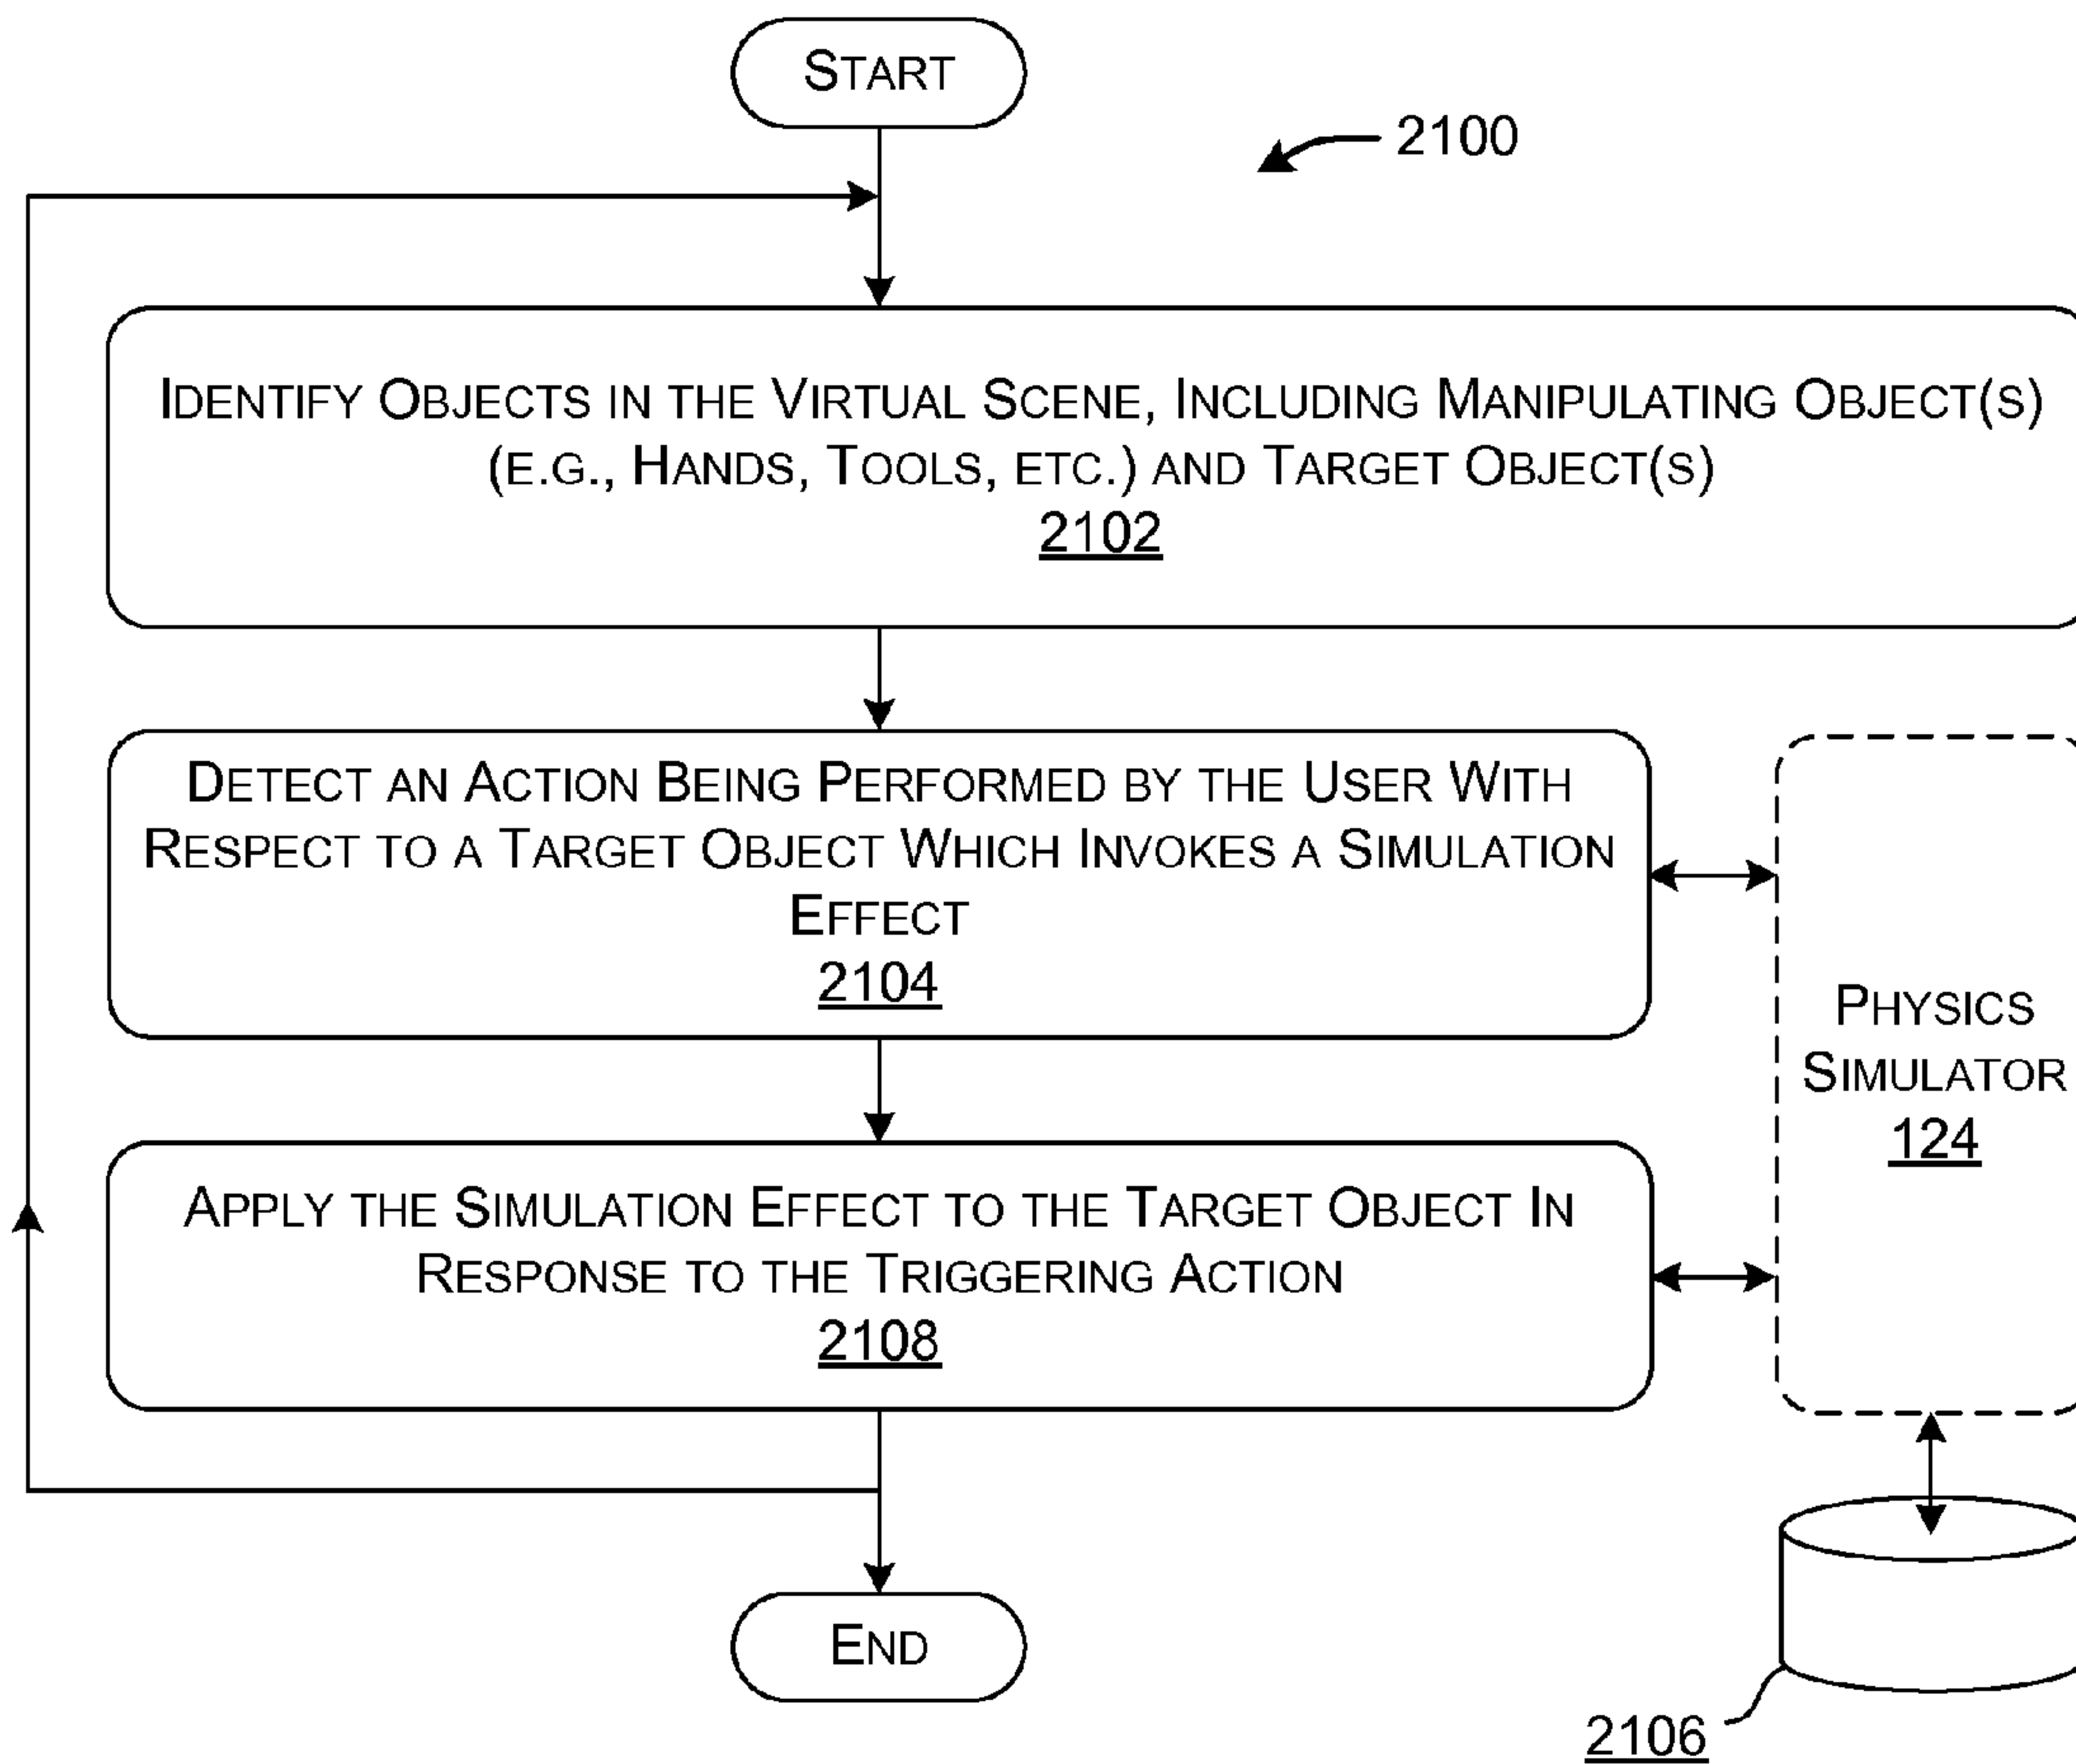 START
2100
IDENTIFY OBJECTS IN THE VIRTUAL SCENE, INCLUDING MANIPULATING OBJECT(S)
(E.G., HANDS, TOOLS, ETC.) AND TARGET OBJECT(S)
2102
DETECT AN ACTION BEING PERFORMED BY THE USER WITH
RESPECT TO A TARGET OBJECT WHICH INVOKES A SIMULATION
EFFECT
2104
PHYSICS
SIMULATOR
124
APPLY THE SIMULATION EFFECT TO THE TARGET OBJECT IN
RESPONSE TO THE TRIGGERING ACTION
2108
END
2106